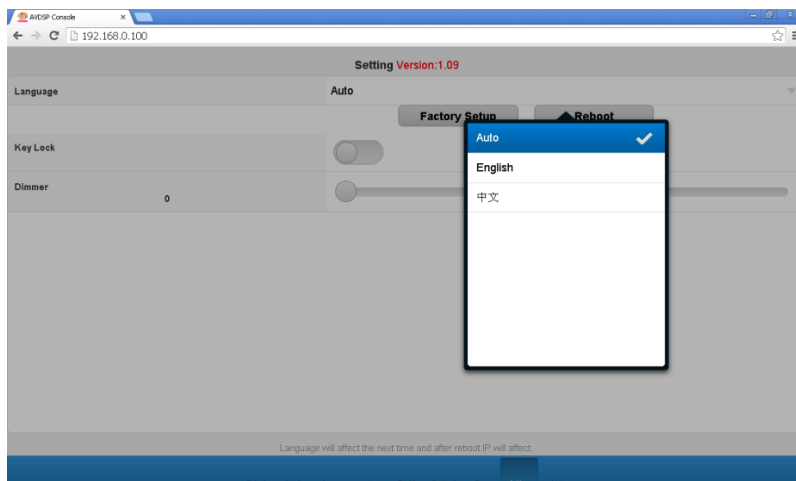 AVDSP Console
192.168.0.100
Setting Version:1.09
Language
Auto
Factory Setup
Reboot
Auto
Key Lock
English
Dimmer
0
中文
Language will affect the next time and after reboot IP will affect.